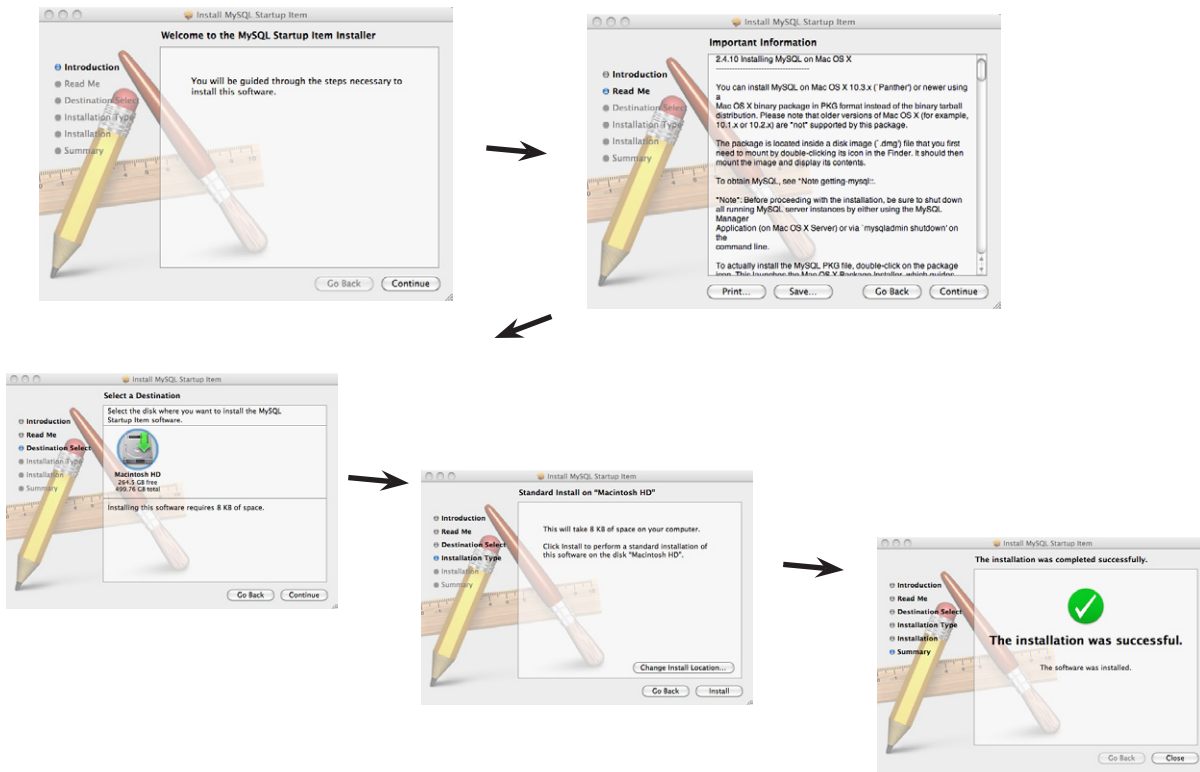 Install MySQL Startup Item
Welcome to the MySQL Startup Item Installer
Introduction
Read Me
Destination Select
Installation Type
Installation
Summary
You will be guided through the steps necessary to
install this software.
Go Back
Continue
Install MySQL Startup Item
Important Information
Introduction
Read Me
Destination Select
Installation Type
Installation
Summary
2.4.10 Installing MySQL on Mac OS X
------------------------------------
You can install MySQL on Mac OS X 10.3.x (`Panther') or newer using
a
Mac OS X binary package in PKG format instead of the binary tarball
distribution. Please note that older versions of Mac OS X (for example,
10.1.x or 10.2.x) are *not* supported by this package.
The package is located inside a disk image (`.dmg') file that you first
need to mount by double-clicking its icon in the Finder. It should then
mount the image and display its contents.
To obtain MySQL, see *Note getting-mysql::.
*Note*: Before proceeding with the installation, be sure to shut down
all running MySQL server instances by either using the MySQL
Manager
Application (on Mac OS X Server) or via `mysqladmin shutdown' on
the
command line.
To actually install the MySQL PKG file, double-click on the package
icon. This launches the Mac OS X Package Installer, which guides
Print...
Save...
Go Back
Continue
Install MySQL Startup Item
Select a Destination
Introduction
Read Me
Destination Select
Installation Type
Installation
Summary
Select the disk where you want to install the MySQL
Startup Item software.
Macintosh HD
264.5 GB free
499.76 GB total
Installing this software requires 8 KB of space.
Go Back
Continue
Install MySQL Startup Item
Standard Install on "Macintosh HD"
Introduction
Read Me
Destination Select
Installation Type
Installation
Summary
This will take 8 KB of space on your computer.
Click Install to perform a standard installation of
this software on the disk "Macintosh HD".
Change Install Location...
Go Back
Install
Install MySQL Startup Item
The installation was completed successfully.
Introduction
Read Me
Destination Select
Installation Type
Installation
Summary
The installation was successful.
The software was installed.
Go Back
Close